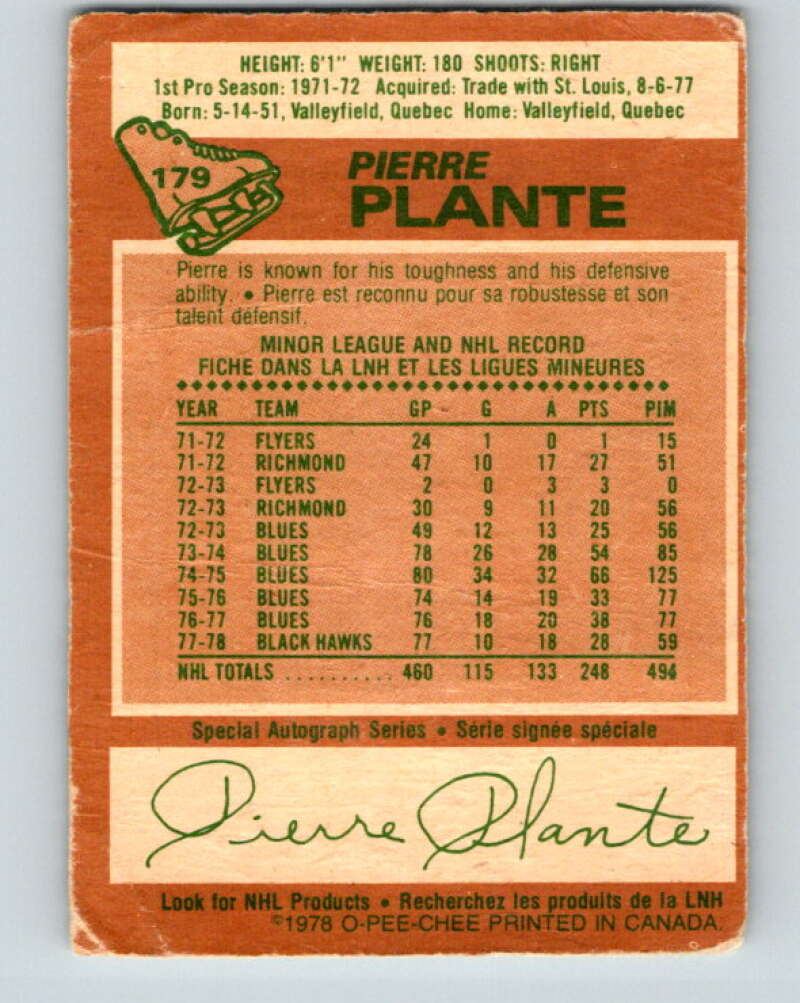 HEIGHT: 6'1" WEIGHT: 180 SHOOTS: RIGHT
1st Pro Season: 1971-72 Acquired: Trade with St. Louis, 8-6-77
Born: 5-14-51, Valleyfield, Quebec Home: Valleyfield, Quebec
179
PIERRE
PLANTE
Pierre is known for his toughness and his defensive
ability. • Pierre est reconnu pour sa robustesse et son
talent défensif.
MINOR LEAGUE AND NHL RECORD
FICHE DANS LA LNH ET LES LIGUES MINEURES
YEAR TEAM GP G A PTS PIM
71-72 FLYERS 24 1 0 1 15
71-72 RICHMOND 47 10 17 27 51
72-73 FLYERS 2 0 3 3 0
72-73 RICHMOND 30 9 11 20 56
72-73 BLUES 49 12 13 25 56
73-74 BLUES 78 26 28 54 85
74-75 BLUES 80 34 32 66 125
75-76 BLUES 74 14 19 33 77
76-77 BLUES 76 18 20 38 77
77-78 BLACK HAWKS 77 10 18 28 59
NHL TOTALS .......... 460 115 133 248 494
Special Autograph Series • Série signée spéciale
Pierre Plante
Look for NHL Products • Recherchez les produits de la LNH
©1978 O-PEE-CHEE PRINTED IN CANADA.